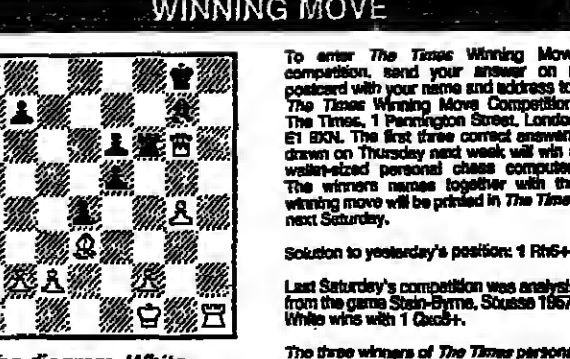 WINNING MOVE
To enter The Times Winning Move
competition, send your answer on
postcard with your name and address to
The Times Winning Move Competition
The Times, 1 Pennington Street, London
E1 9XN. The first three correct answers
drawn on Thursday next week will win
wallet-sized personal chess computer
The winners names together with the
winning move will be printed in The Times
next Saturday.
Solution to yesterday's position: 1 Rh6+
Last Saturday's competition was analysis
from the game Stein-Byrne, Sousse 1967
White wins with 1
diagram, White
The three winners of The Times personal